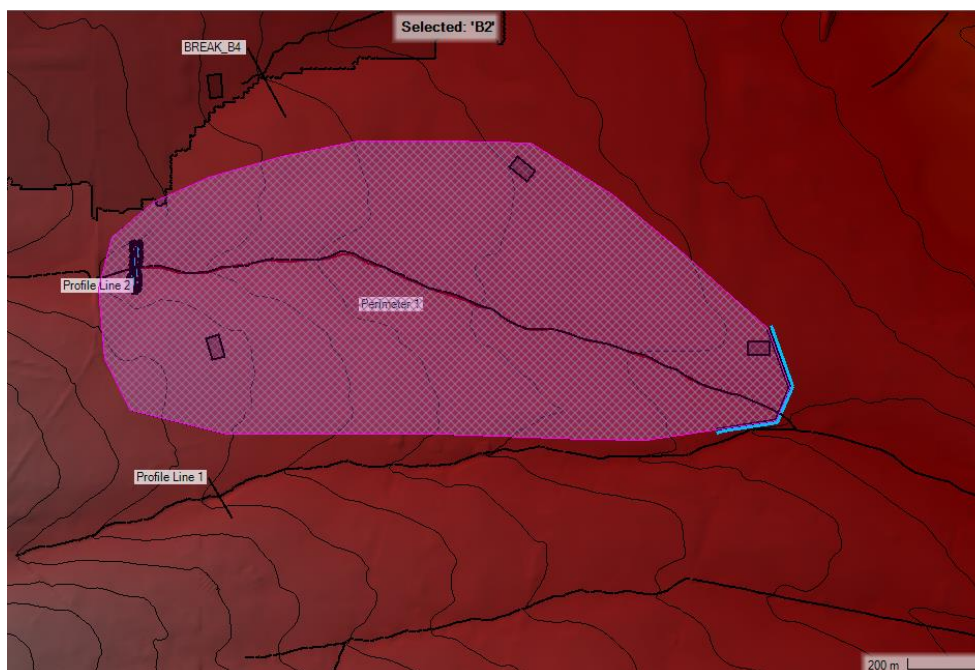 Selected: 'B2'
BREAK_B4
Profile Line 2
Perimeter 1
Profile Line 1
200 m